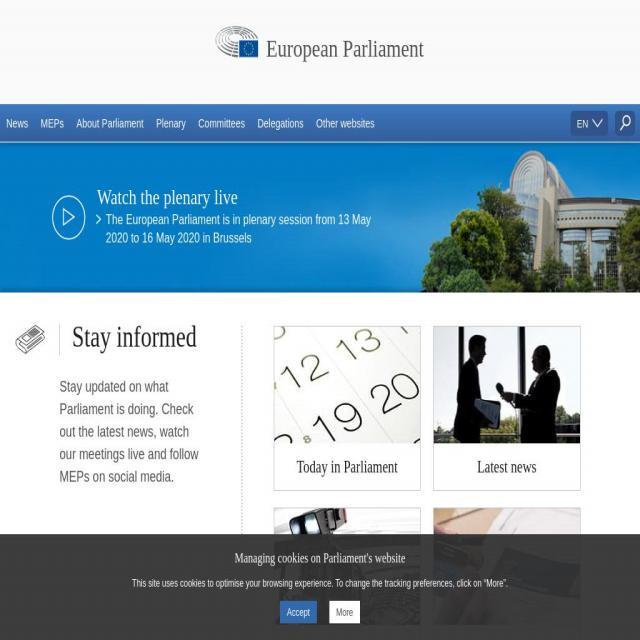 European Parliament
News MEPs About Parliament Plenary Committees Delegations Other websites EN
Watch the plenary live
The European Parliament is in plenary session from 13 May
2020 to 16 May 2020 in Brussels
Stay informed
Stay updated on what
Parliament is doing. Check
out the latest news, watch
our meetings live and follow
MEPs on social media.
12 13
8 19 20
Today in Parliament
Latest news
Managing cookies on Parliament's website
This site uses cookies to optimise your browsing experience. To change the tracking preferences, click on “More”.
Accept More